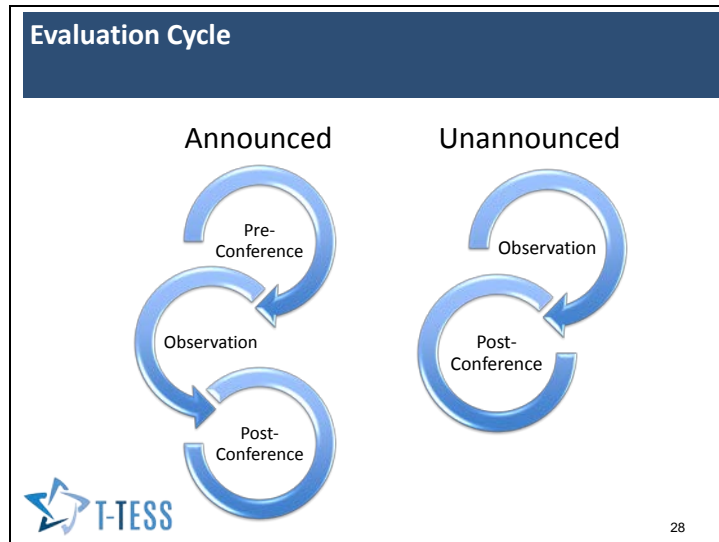 Evaluation Cycle
Announced
Pre-
Conference
Observation
Post-
Conference
Unannounced
Observation
Post-
Conference
T-TESS
28